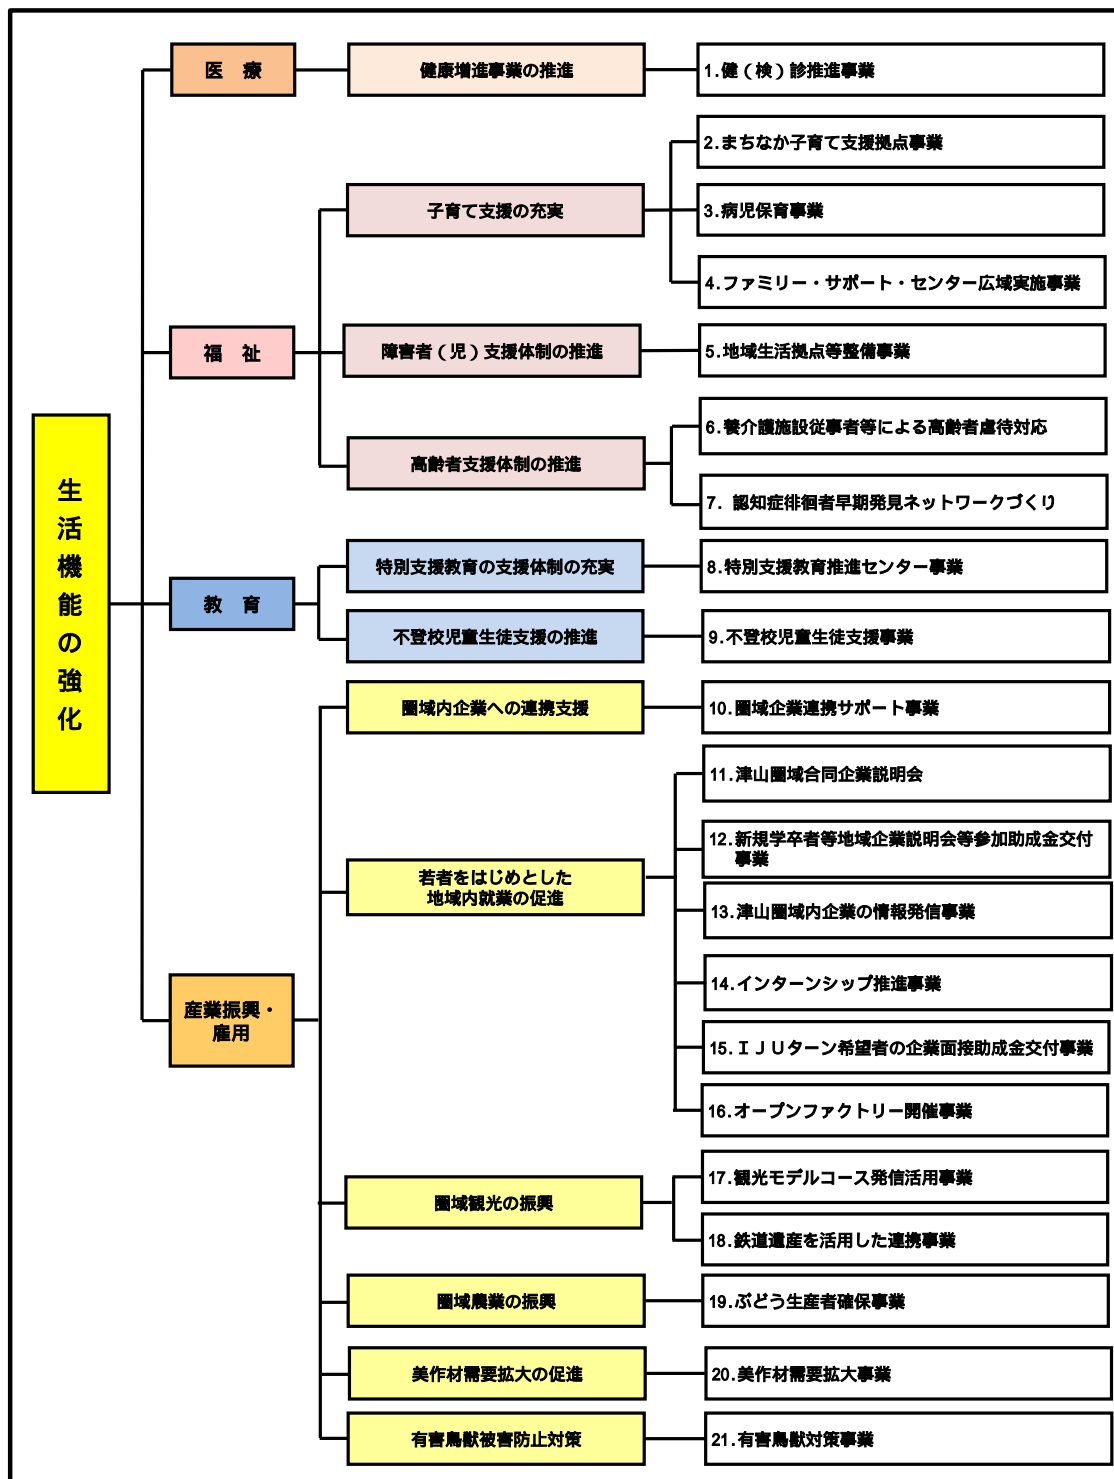 生活機能の強化
医　療
健康増進事業の推進
1.健（検）診推進事業
福　祉
子育て支援の充実
2.まちなか子育て支援拠点事業
3.病児保育事業
4.ファミリー・サポート・センター広域実施事業
障害者（児）支援体制の推進
5.地域生活拠点等整備事業
高齢者支援体制の推進
6.養介護施設従事者等による高齢者虐待対応
7. 認知症徘徊者早期発見ネットワークづくり
教　育
特別支援教育の支援体制の充実
8.特別支援教育推進センター事業
不登校児童生徒支援の推進
9.不登校児童生徒支援事業
産業振興・
雇用
圏域内企業への連携支援
10.圏域企業連携サポート事業
若者をはじめとした
地域内就業の促進
11.津山圏域合同企業説明会
12.新規学卒者等地域企業説明会等参加助成金交付
事業
13.津山圏域内企業の情報発信事業
14.インターンシップ推進事業
15.ＩＪＵターン希望者の企業面接助成金交付事業
16.オープンファクトリー開催事業
圏域観光の振興
17.観光モデルコース発信活用事業
18.鉄道遺産を活用した連携事業
圏域農業の振興
19.ぶどう生産者確保事業
美作材需要拡大の促進
20.美作材需要拡大事業
有害鳥獣被害防止対策
21.有害鳥獣対策事業